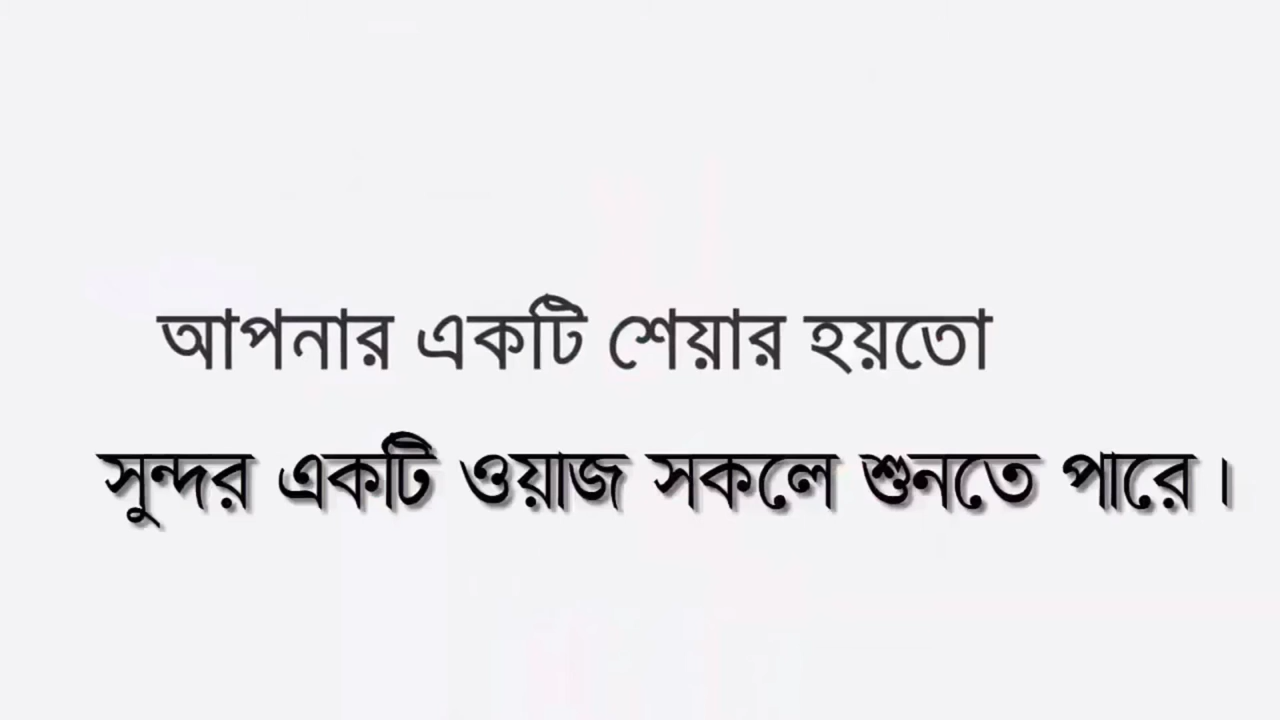 আপনার একটি শেয়ার হয়তো
সুন্দর একটি ওয়াজ সকলে শুনতে পারে।